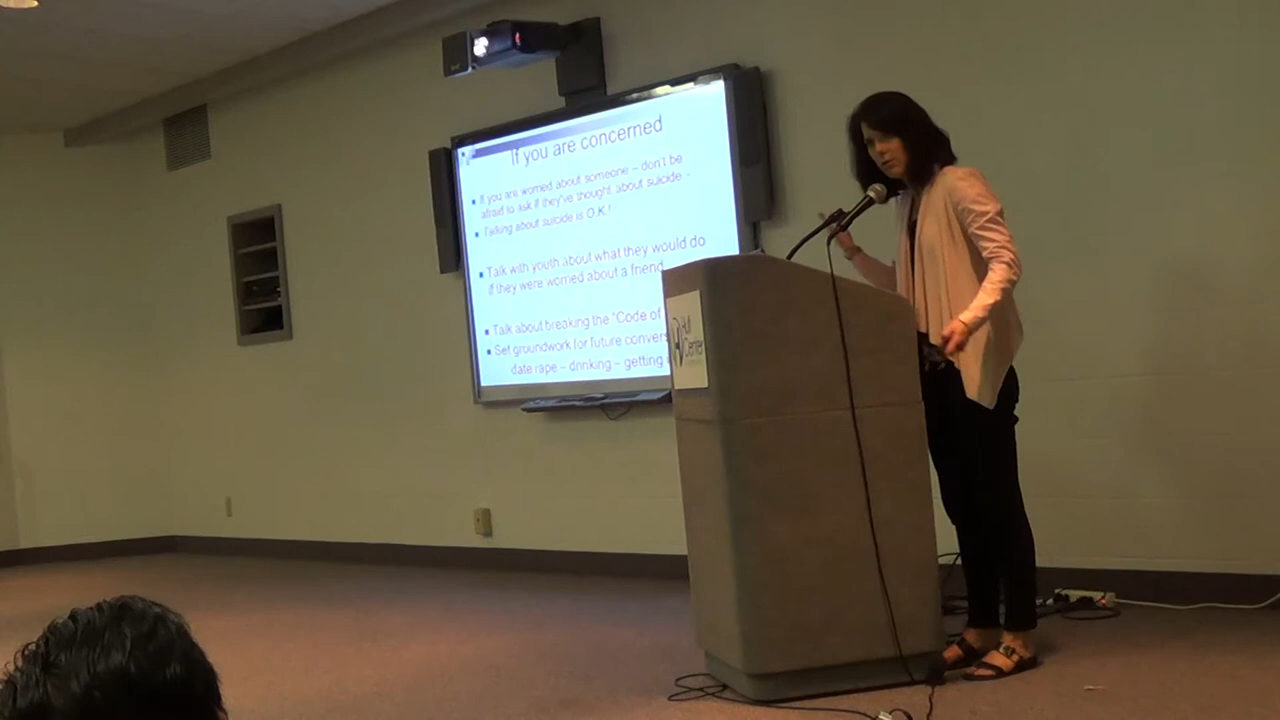 If you are concerned
If you are worried about someone – don't be
afraid to ask if they've thought about suicide -
Talking about suicide is O.K.!
Talk with youth about what they would do
if they were worried about a friend
Talk about breaking the "Code of
Set groundwork for future convers
date rape – drinking – getting
Center